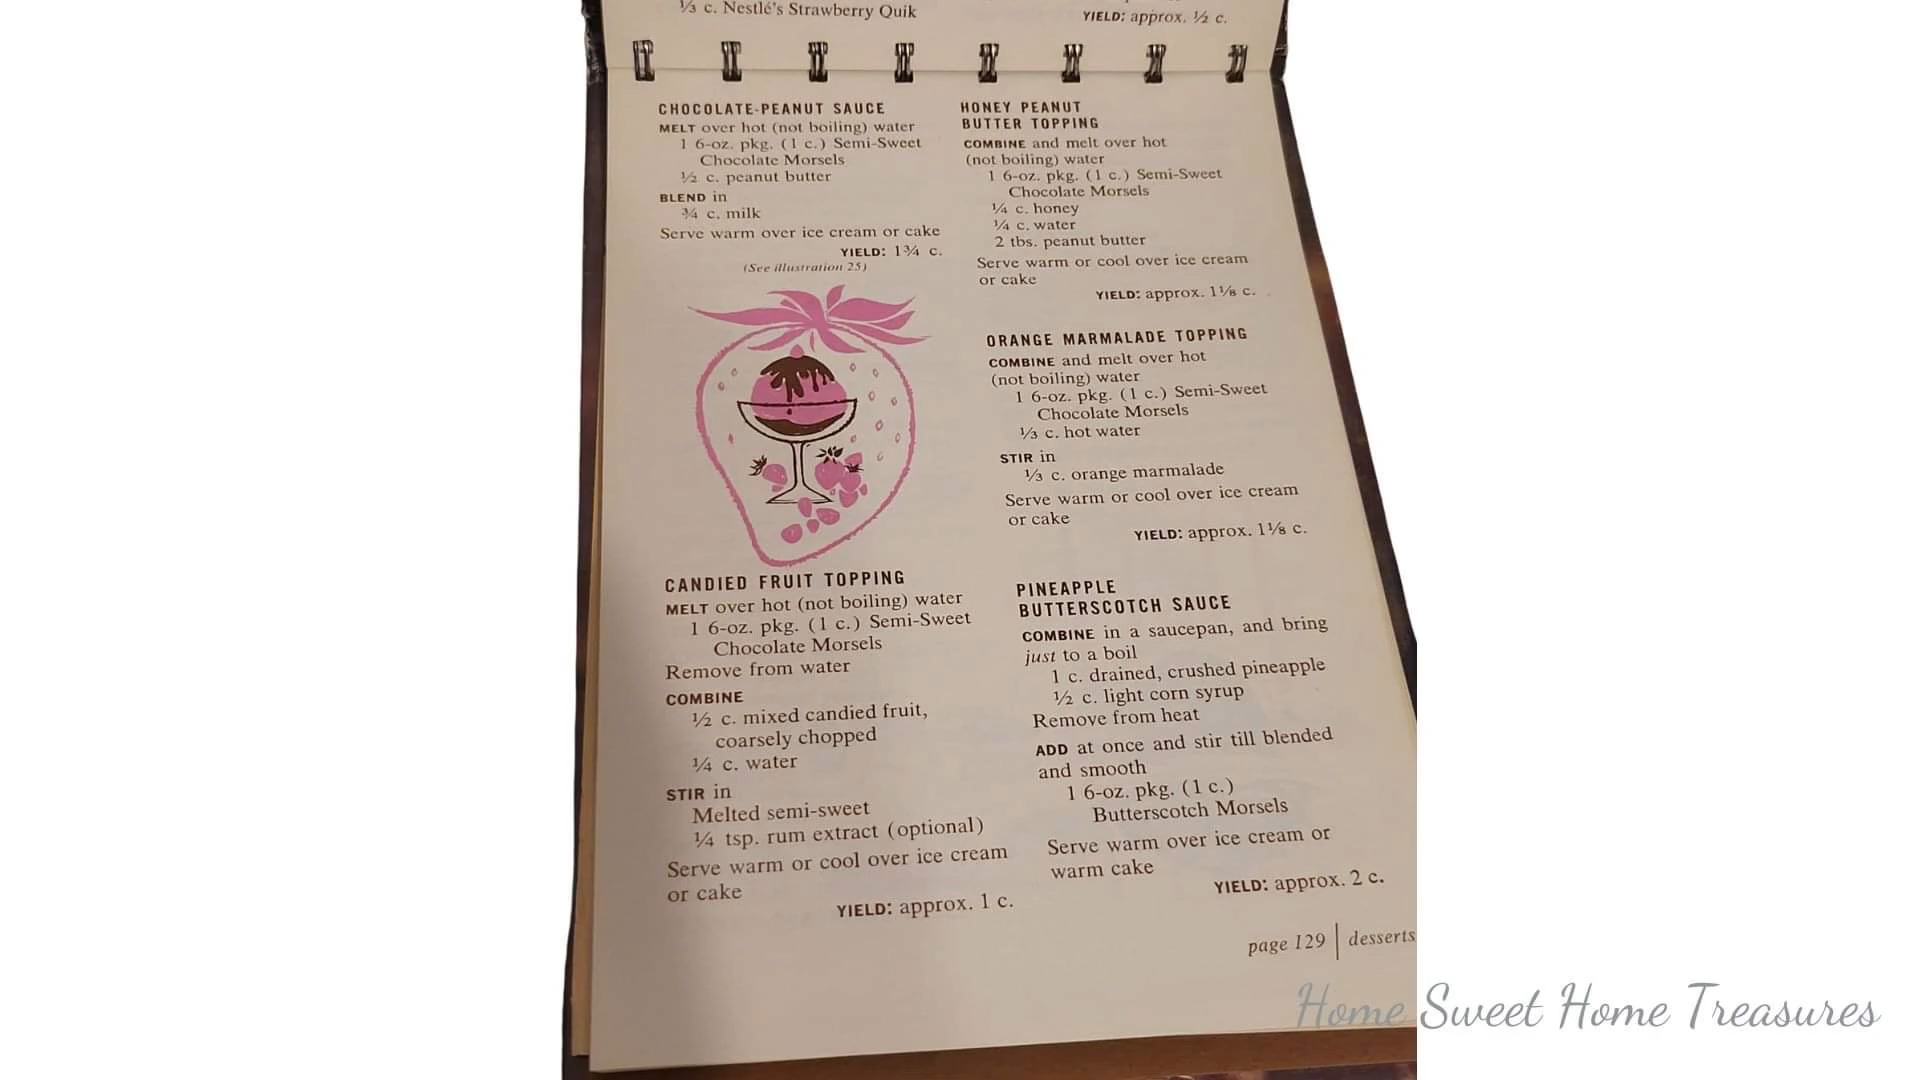 ⅓ c. Nestlé's Strawberry Quik
YIELD: approx. ½ c.
CHOCOLATE-PEANUT SAUCE
MELT over hot (not boiling) water
1 6-oz. pkg. (1 c.) Semi-Sweet
Chocolate Morsels
½ c. peanut butter
BLEND in
¾ c. milk
Serve warm over ice cream or cake
YIELD: 1¾ c.
(See illustration 25)
CANDIED FRUIT TOPPING
MELT over hot (not boiling) water
1 6-oz. pkg. (1 c.) Semi-Sweet
Chocolate Morsels
Remove from water
COMBINE
½ c. mixed candied fruit,
coarsely chopped
¼ c. water
STIR in
Melted semi-sweet
¼ tsp. rum extract (optional)
Serve warm or cool over ice cream
or cake
YIELD: approx. 1 c.
HONEY PEANUT
BUTTER TOPPING
COMBINE and melt over hot
(not boiling) water
1 6-oz. pkg. (1 c.) Semi-Sweet
Chocolate Morsels
¼ c. honey
¼ c. water
2 tbs. peanut butter
Serve warm or cool over ice cream
or cake
YIELD: approx. 1⅛ c.
ORANGE MARMALADE TOPPING
COMBINE and melt over hot
(not boiling) water
1 6-oz. pkg. (1 c.) Semi-Sweet
Chocolate Morsels
⅓ c. hot water
STIR in
⅓ c. orange marmalade
Serve warm or cool over ice cream
or cake
YIELD: approx. 1⅛ c.
PINEAPPLE
BUTTERSCOTCH SAUCE
COMBINE in a saucepan, and bring
just to a boil
1 c. drained, crushed pineapple
½ c. light corn syrup
Remove from heat
ADD at once and stir till blended
and smooth
1 6-oz. pkg. (1 c.)
Butterscotch Morsels
Serve warm over ice cream or
warm cake
YIELD: approx. 2 c.
page 129 | desserts
Home Sweet Home Treasures